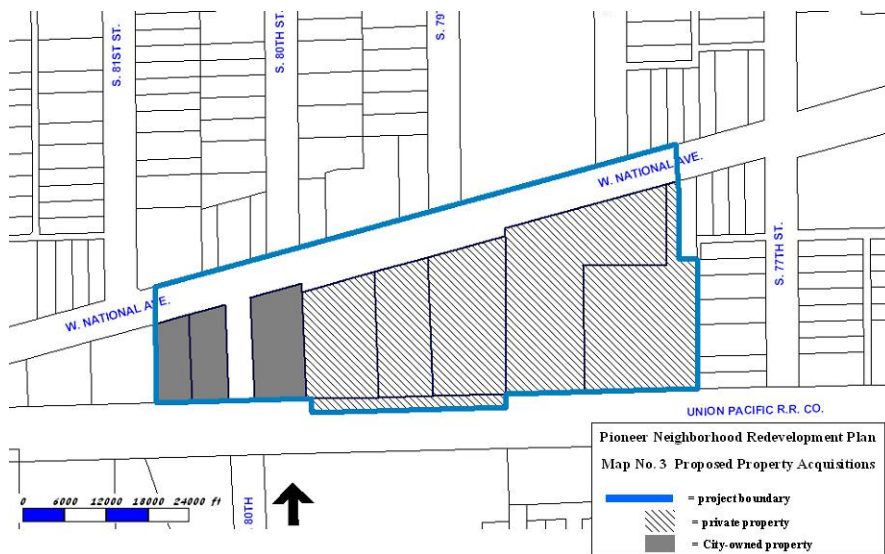 S. 81ST ST.
S. 80TH ST.
S. 79T
W. NATIONAL AVE.
S. 77TH ST.
W. NATIONAL AVE.
UNION PACIFIC R.R. CO.
. 80TH
0 6000 12000 18000 24000 ft
Pioneer Neighborhood Redevelopment Plan
Map No. 3 Proposed Property Acquisitions
= project boundary
= private property
= City-owned property